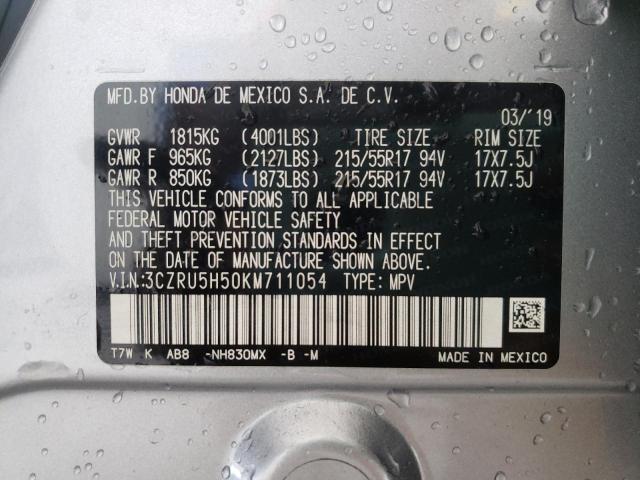 MFD. BY HONDA DE MEXICO S.A. DE C.V.
03/'19
GVWR 1815KG (4001LBS) TIRE SIZE RIM SIZE
GAWR F 965KG (2127LBS) 215/55R17 94V 17X7.5J
GAWR R 850KG (1873LBS) 215/55R17 94V 17X7.5J
THIS VEHICLE CONFORMS TO ALL APPLICABLE
FEDERAL MOTOR VEHICLE SAFETY
AND THEFT PREVENTION STANDARDS IN EFFECT
ON THE DATE OF MANUFACTURE SHOWN ABOVE.
V.I.N.:3CZRU5H50KM711054 TYPE: MPV
T7W K AB8 -NH830MX -B -M
MADE IN MEXICO